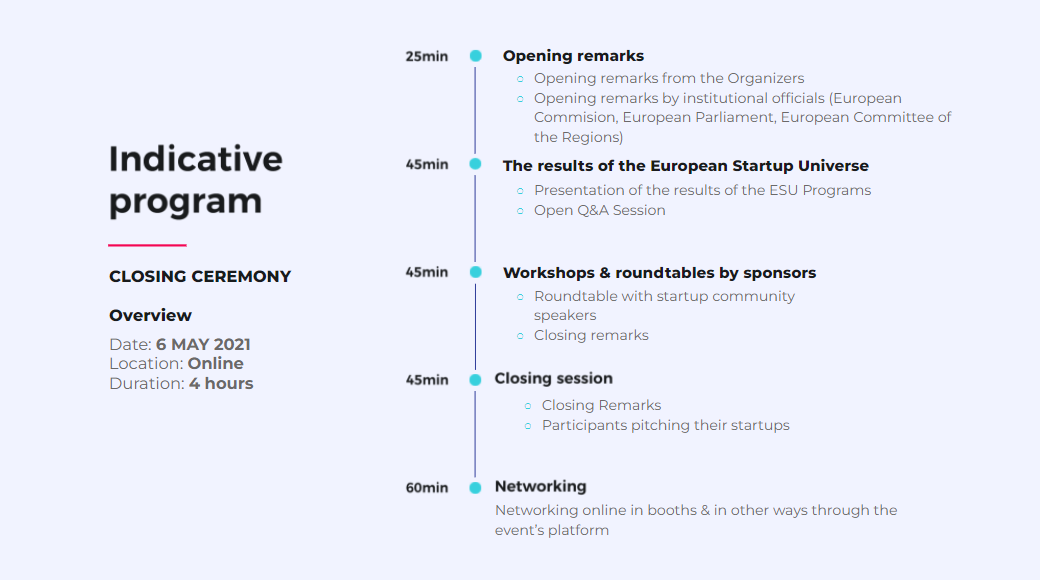 Indicative
program
CLOSING CEREMONY
Overview
Date: 6 MAY 2021
Location: Online
Duration: 4 hours
25min
Opening remarks
○ Opening remarks from the Organizers
○ Opening remarks by institutional officials (European
Commision, European Parliament, European Committee of
the Regions)
45min
The results of the European Startup Universe
○ Presentation of the results of the ESU Programs
○ Open Q&A Session
45min
Workshops & roundtables by sponsors
○ Roundtable with startup community
speakers
○ Closing remarks
45min
Closing session
○ Closing Remarks
○ Participants pitching their startups
60min
Networking
Networking online in booths & in other ways through the
event’s platform